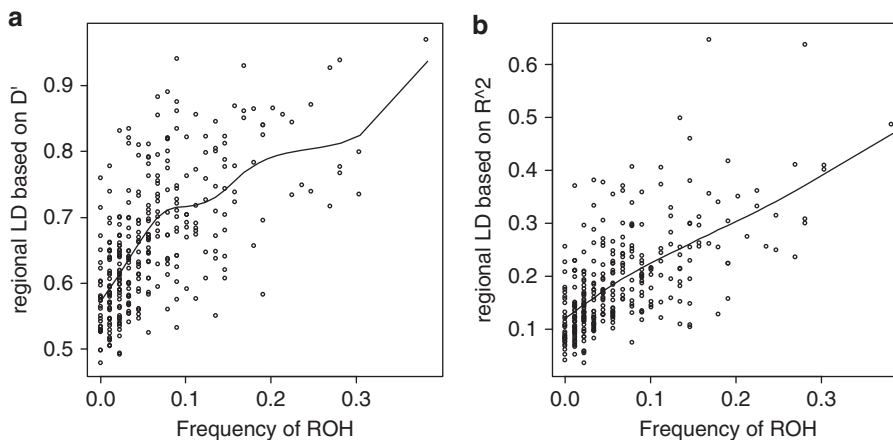 a
regional LD based on D'
0.9
0.8
0.7
0.6
0.5
0.0 0.1 0.2 0.3
Frequency of ROH
b
regional LD based on R^2
0.6
0.5
0.4
0.3
0.2
0.1
0.0 0.1 0.2 0.3
Frequency of ROH